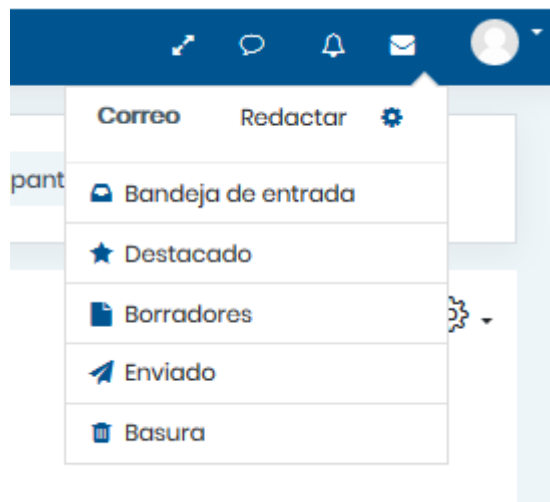 Correo Redactar
pant
Bandeja de entrada
Destacado
Borradores
Enviado
Basura